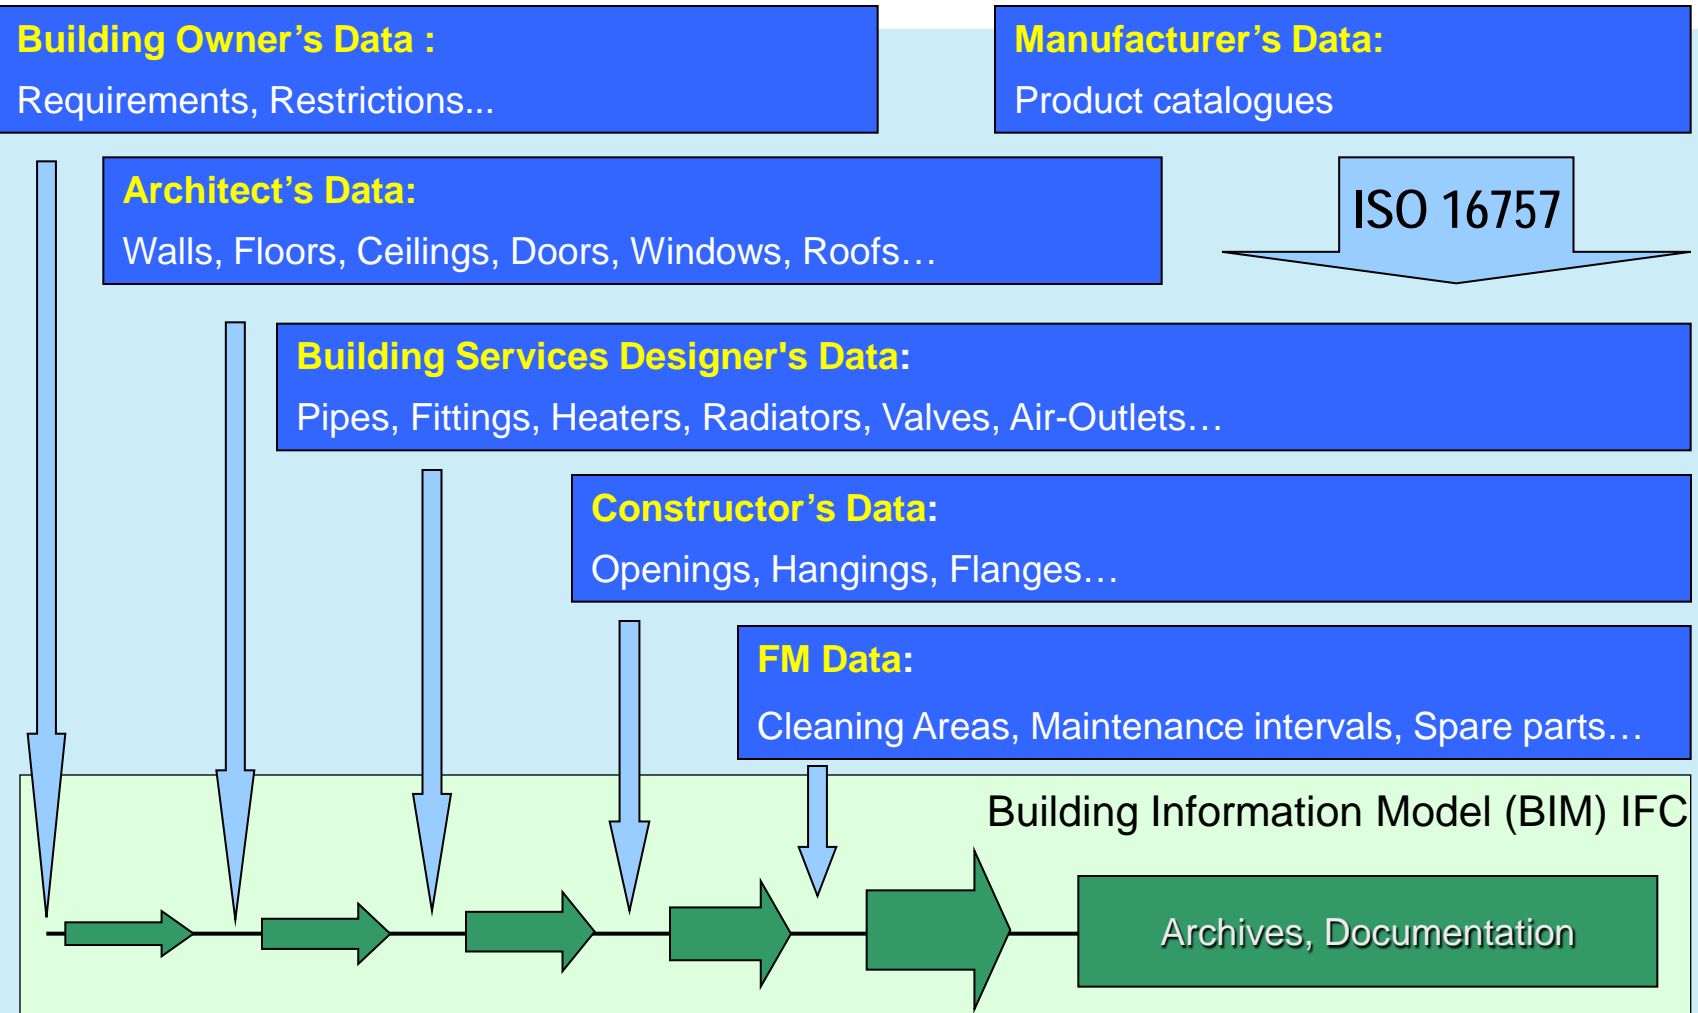 Building Owner’s Data :
Requirements, Restrictions...
Manufacturer’s Data:
Product catalogues
Architect’s Data:
Walls, Floors, Ceilings, Doors, Windows, Roofs…
ISO 16757
Building Services Designer's Data:
Pipes, Fittings, Heaters, Radiators, Valves, Air-Outlets…
Constructor’s Data:
Openings, Hangings, Flanges…
FM Data:
Cleaning Areas, Maintenance intervals, Spare parts…
Building Information Model (BIM) IFC
Archives, Documentation